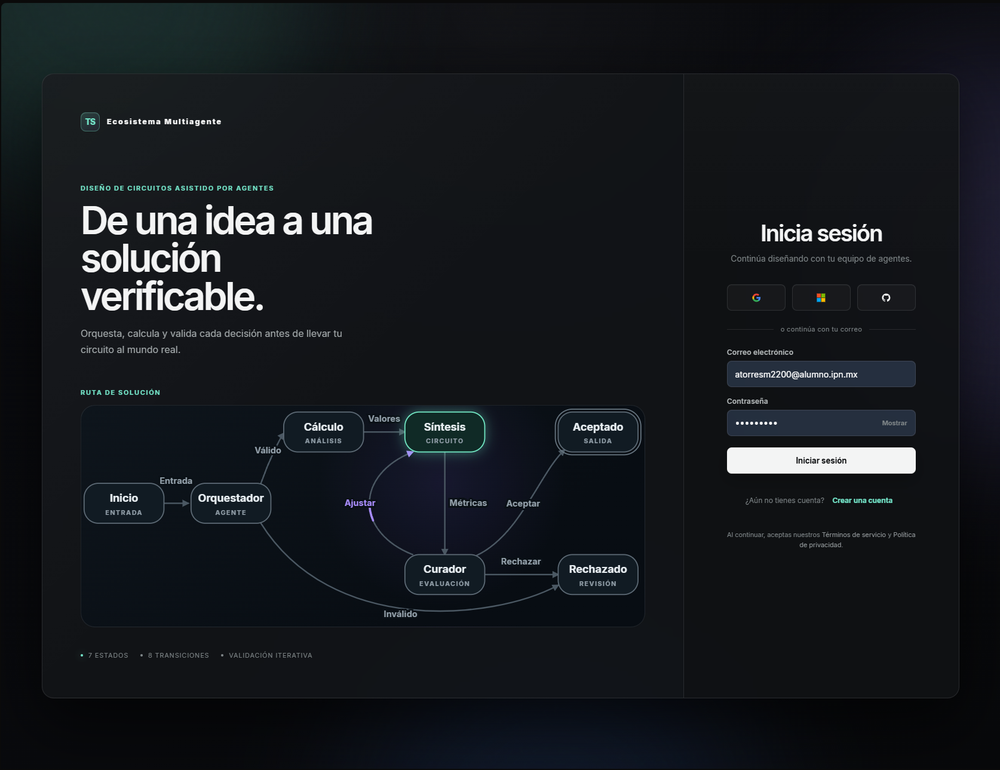 TS
Ecosistema Multiagente
DISEÑO DE CIRCUITOS ASISTIDO POR AGENTES
De una idea a una
solución
verificable.
Orquesta, calcula y valida cada decisión antes de llevar tu
circuito al mundo real.
RUTA DE SOLUCIÓN
Cálculo
ANÁLISIS
Valores
Síntesis
CIRCUITO
Aceptado
SALIDA
Válido
Entrada
Inicio
ENTRADA
Orquestador
AGENTE
Ajustar
Métricas
Aceptar
Curador
EVALUACIÓN
Rechazar
Rechazado
REVISIÓN
Inválido
7 ESTADOS
8 TRANSICIONES
VALIDACIÓN ITERATIVA
Inicia sesión
Continúa diseñando con tu equipo de agentes.
o continúa con tu correo
Correo electrónico
atorresm2200@alumno.ipn.mx
Contraseña
•••••••••
Mostrar
Iniciar sesión
¿Aún no tienes cuenta? Crear una cuenta
Al continuar, aceptas nuestros Términos de servicio y Política
de privacidad.